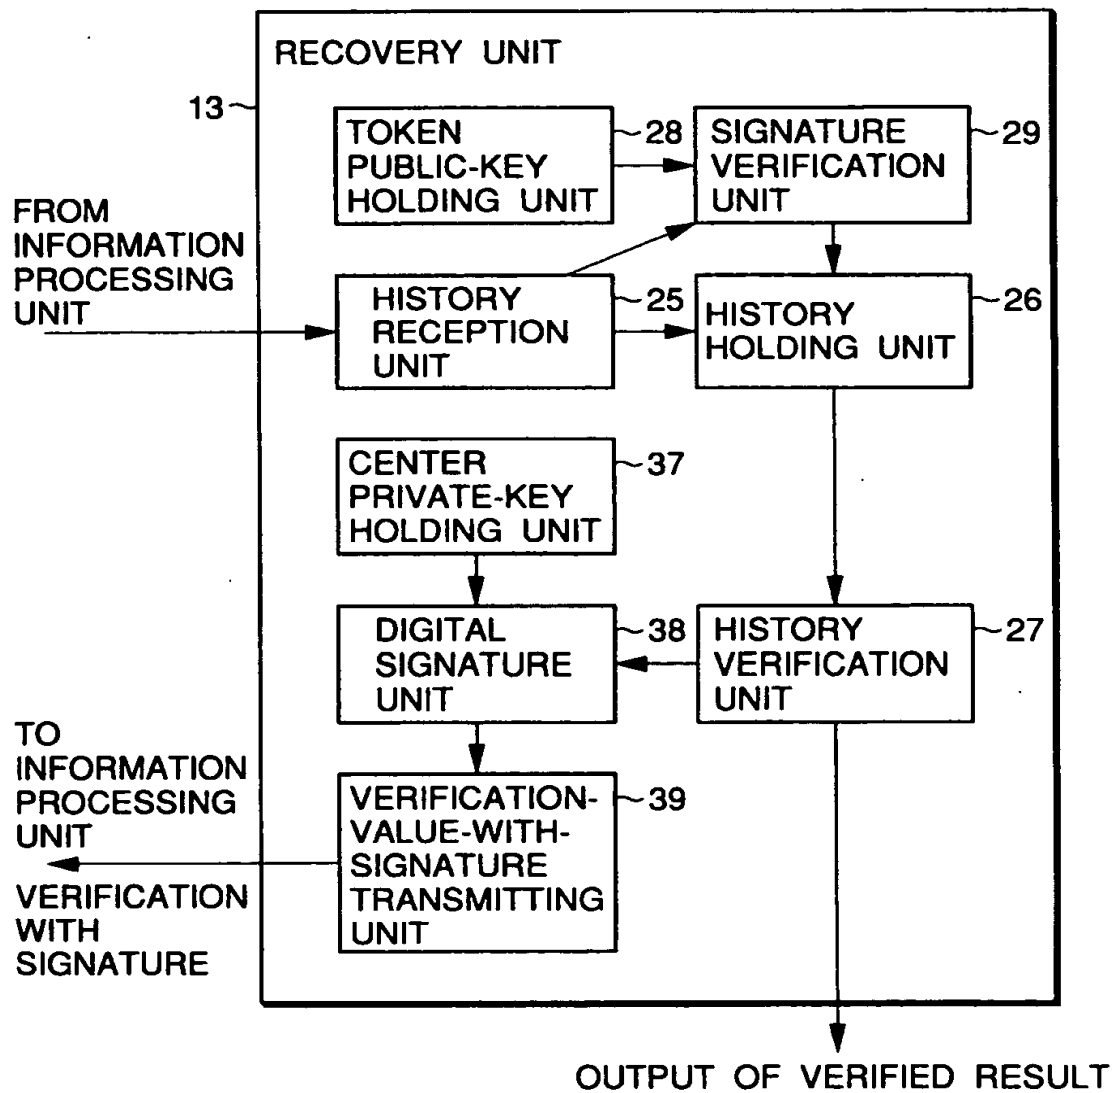 RECOVERY UNIT
13
TOKEN
PUBLIC-KEY
HOLDING UNIT
28
SIGNATURE
VERIFICATION
UNIT
29
FROM
INFORMATION
PROCESSING
UNIT
HISTORY
RECEPTION
UNIT
25
HISTORY
HOLDING UNIT
26
CENTER
PRIVATE-KEY
HOLDING UNIT
37
DIGITAL
SIGNATURE
UNIT
38
HISTORY
VERIFICATION
UNIT
27
TO
INFORMATION
PROCESSING
UNIT
VERIFICATION
WITH
SIGNATURE
VERIFICATION-
VALUE-WITH-
SIGNATURE
TRANSMITTING
UNIT
39
OUTPUT OF VERIFIED RESULT